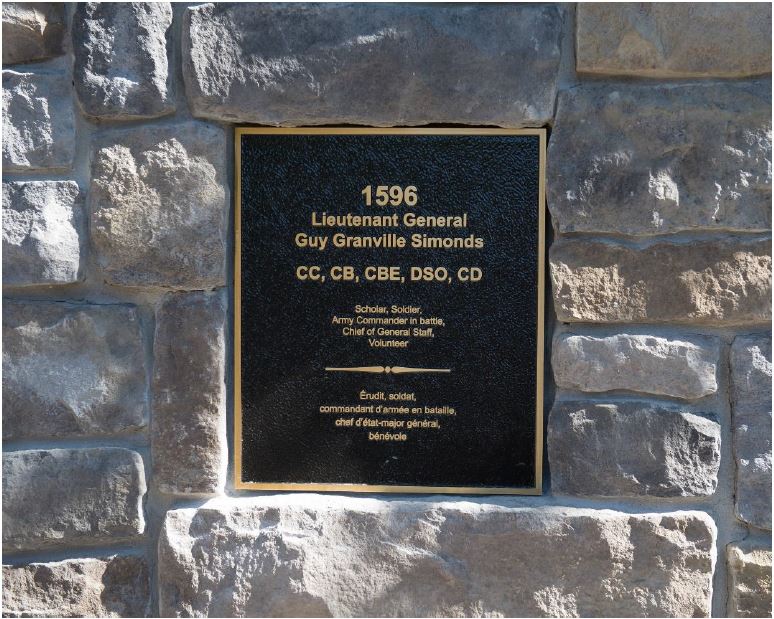 1596
Lieutenant General
Guy Granville Simonds
CC, CB, CBE, DSO, CD
Scholar, Soldier,
Army Commander in battle,
Chief of General Staff,
Volunteer
Érudit, soldat,
commandant d'armée en bataille,
chef d'état-major général,
bénévole